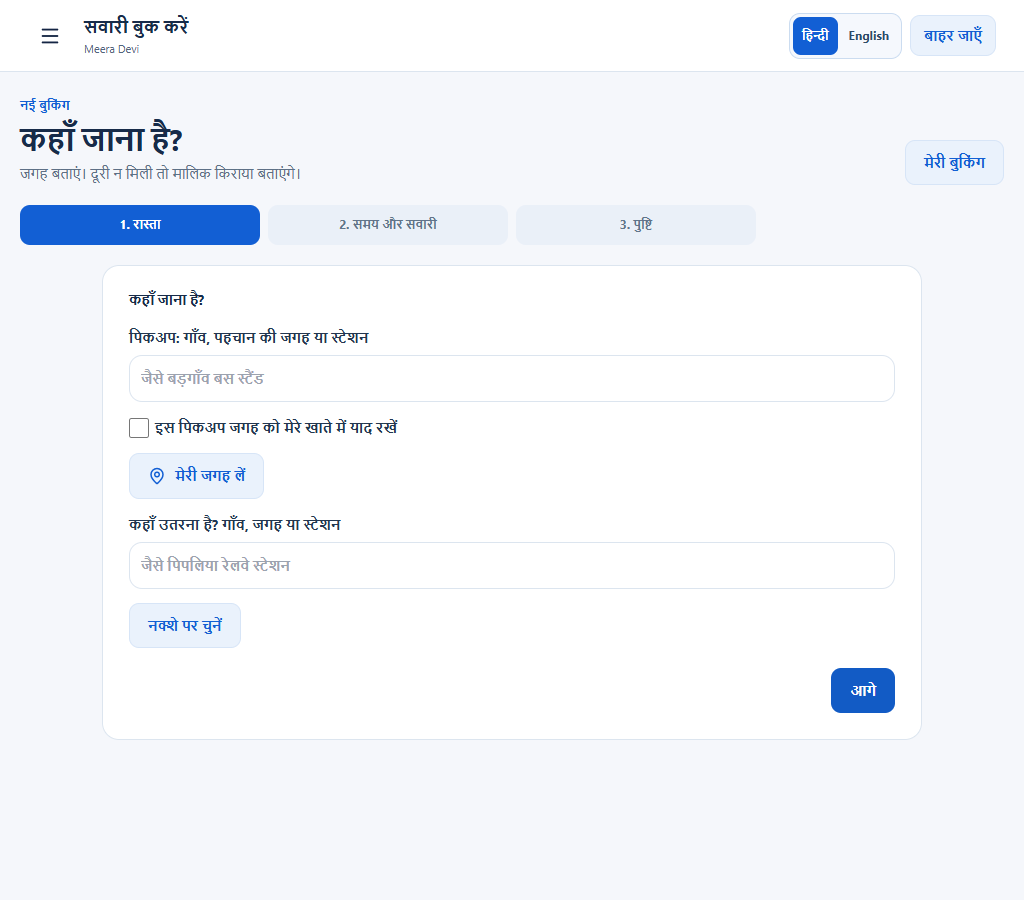 सवारी बुक करें
Meera Devi
हिन्दी
English
बाहर जाएँ
नई बुकिंग
कहाँ जाना है?
जगह बताएं। दूरी न मिली तो मालिक किराया बताएंगे।
मेरी बुकिंग
1. रास्ता
2. समय और सवारी
3. पुष्टि
कहाँ जाना है?
पिकअप: गाँव, पहचान की जगह या स्टेशन
जैसे बड़गाँव बस स्टैंड
इस पिकअप जगह को मेरे खाते में याद रखें
मेरी जगह लें
कहाँ उतरना है? गाँव, जगह या स्टेशन
जैसे पिपलिया रेलवे स्टेशन
नक्शे पर चुनें
आगे